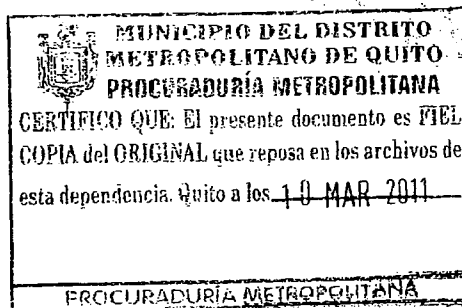 MUNICIPIO DEL DISTRITO
METROPOLITANO DE QUITO
PROCURADURÍA METROPOLITANA
CERTIFICO QUE: El presente documento es FIEL
COPIA del ORIGINAL que reposa en los archivos de
esta dependencia. Quito a los 10 MAR 2011
PROCURADURÍA METROPOLITANA